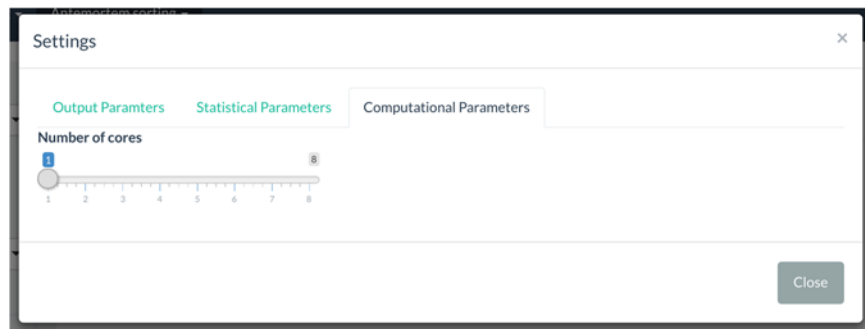 Antemortem sorting
Settings ×
Output Paramters Statistical Parameters Computational Parameters
Number of cores
1 8
1 2 3 4 5 6 7 8
Close